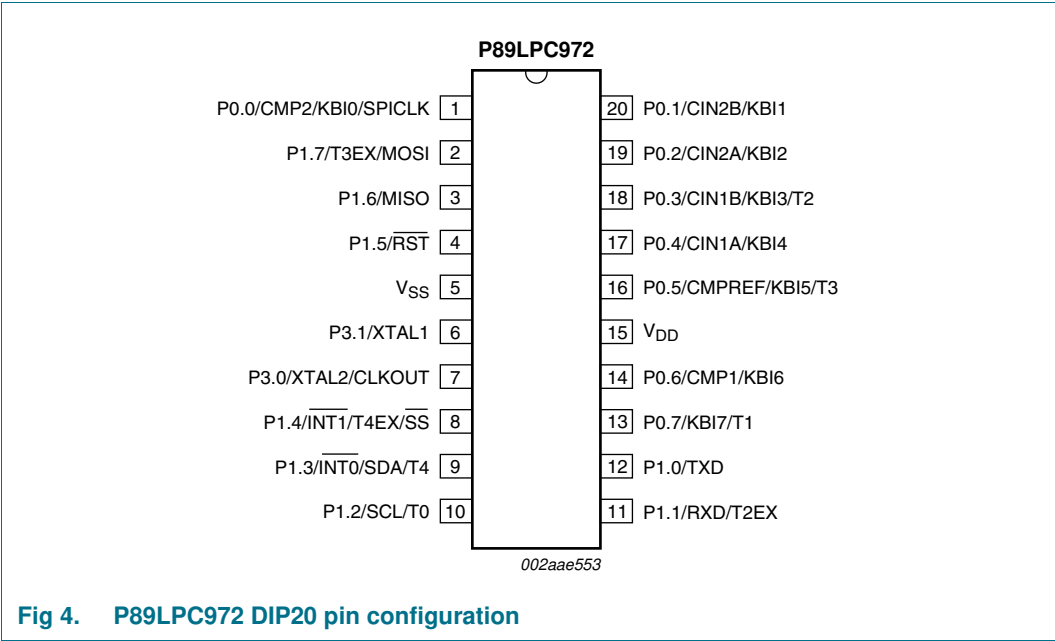 P89LPC972
P0.0/CMP2/KBI0/SPICLK 1
20 P0.1/CIN2B/KBI1
P1.7/T3EX/MOSI 2
19 P0.2/CIN2A/KBI2
P1.6/MISO 3
18 P0.3/CIN1B/KBI3/T2
P1.5/RST 4
17 P0.4/CIN1A/KBI4
VSS 5
16 P0.5/CMPREF/KBI5/T3
P3.1/XTAL1 6
15 VDD
P3.0/XTAL2/CLKOUT 7
14 P0.6/CMP1/KBI6
P1.4/INT1/T4EX/SS 8
13 P0.7/KBI7/T1
P1.3/INT0/SDA/T4 9
12 P1.0/TXD
P1.2/SCL/T0 10
11 P1.1/RXD/T2EX
002aae553
Fig 4. P89LPC972 DIP20 pin configuration